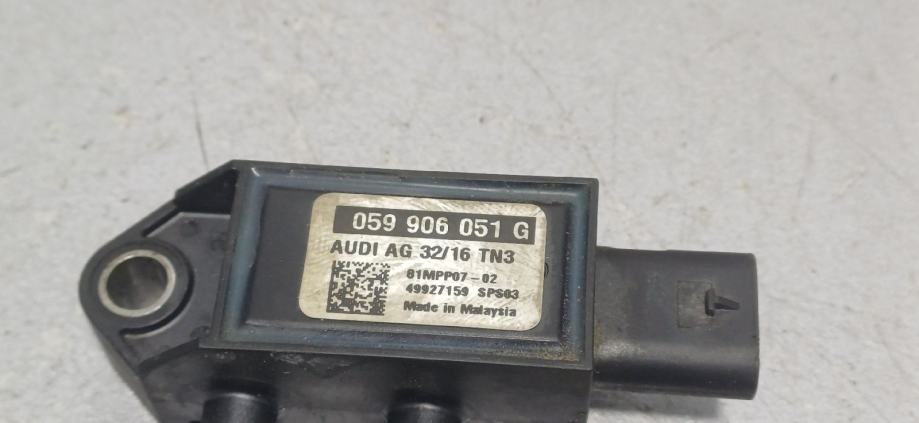 059 906 051 G
AUDI AG 32/16 TN3
81MPP07-02
49927159 SPS03
Made in Malaysia